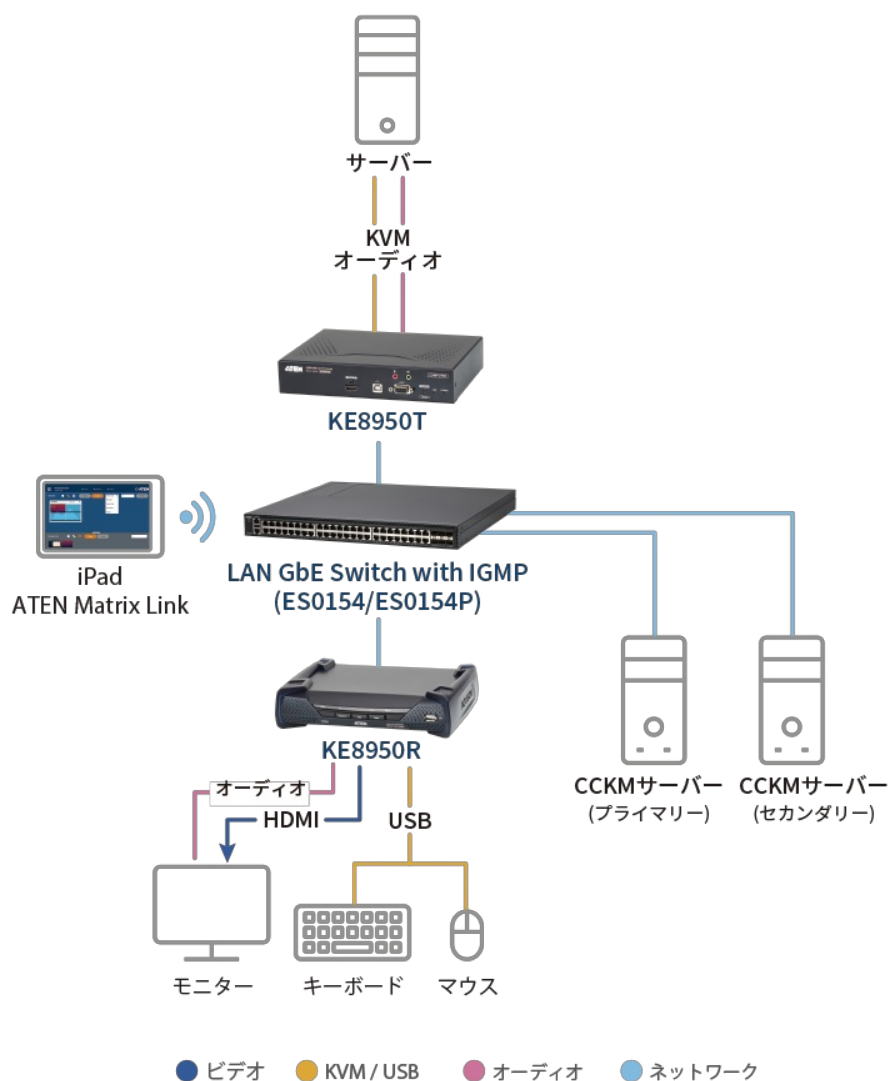 サーバー
KVM
オーディオ
ATEN
KE8950T
iPad
ATEN Matrix Link
LAN GbE Switch with IGMP
(ES0154/ES0154P)
KE8950R
オーディオ
HDMI
USB
CCKMサーバー
(プライマリー)
CCKMサーバー
(セカンダリー)
モニター
キーボード
マウス
ビデオ
KVM / USB
オーディオ
ネットワーク